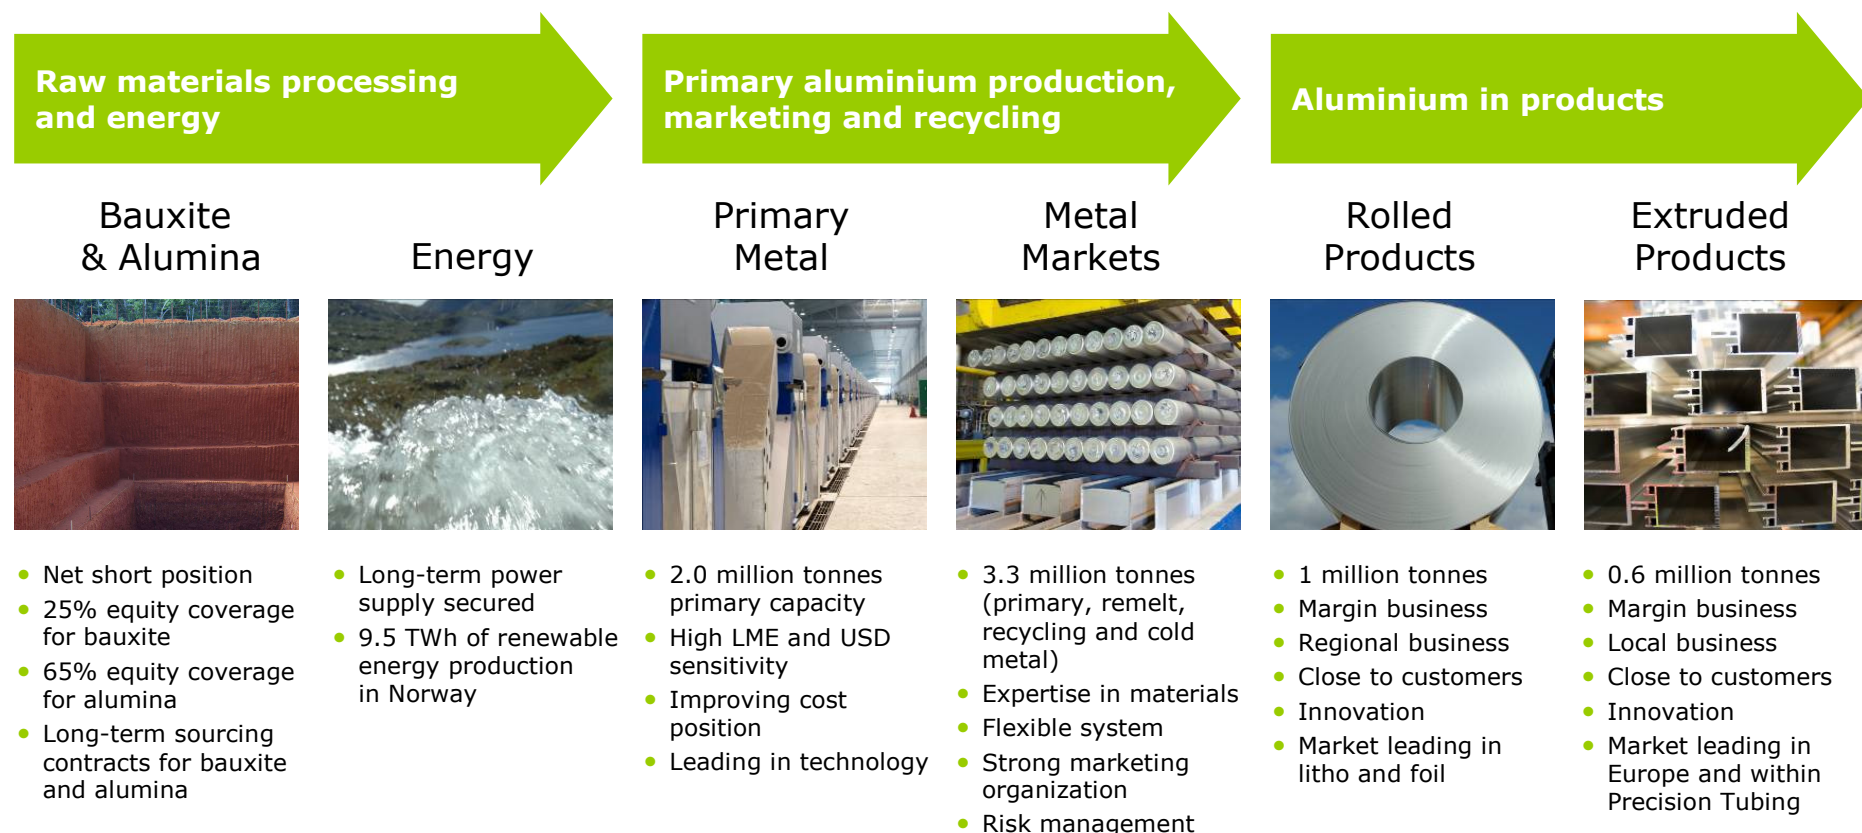 Raw materials processing
and energy
Primary aluminium production,
marketing and recycling
Aluminium in products
Bauxite
& Alumina
Energy
Primary
Metal
Metal
Markets
Rolled
Products
Extruded
Products
• Net short position
• 25% equity coverage
for bauxite
• 65% equity coverage
for alumina
• Long-term sourcing
contracts for bauxite
and alumina
• Long-term power
supply secured
• 9.5 TWh of renewable
energy production
in Norway
• 2.0 million tonnes
primary capacity
• High LME and USD
sensitivity
• Improving cost
position
• Leading in technology
• 3.3 million tonnes
(primary, remelt,
recycling and cold
metal)
• Expertise in materials
• Flexible system
• Strong marketing
organization
• Risk management
• 1 million tonnes
• Margin business
• Regional business
• Close to customers
• Innovation
• Market leading in
litho and foil
• 0.6 million tonnes
• Margin business
• Local business
• Close to customers
• Innovation
• Market leading in
Europe and within
Precision Tubing